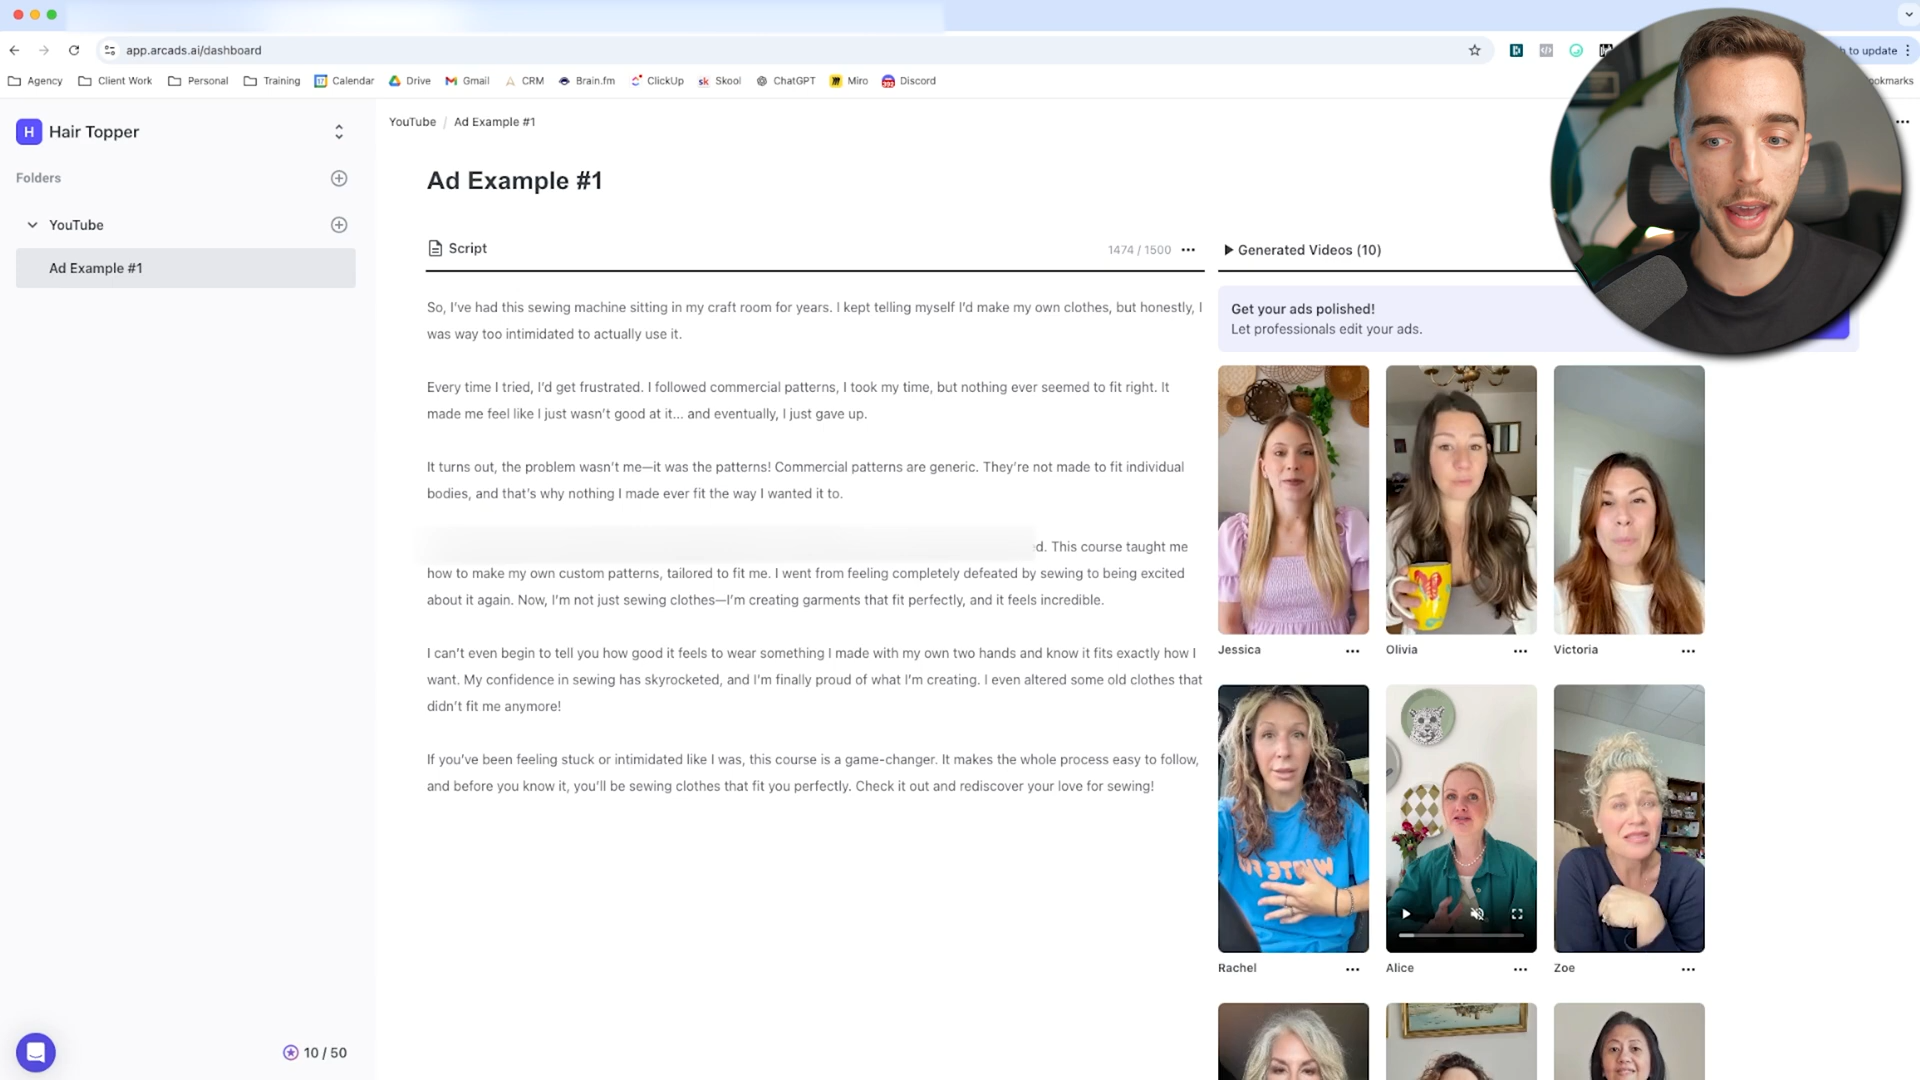 app.arcads.ai/dashboard
h to update
Agency
Client Work
Personal
Training
Calendar
Drive
Gmail
CRM
Brain.fm
ClickUp
sk Skool
ChatGPT
Miro
Discord
ookmarks
H Hair Topper
Folders
YouTube
Ad Example #1
10 / 50
YouTube / Ad Example #1
Ad Example #1
Script
1474 / 1500
So, I've had this sewing machine sitting in my craft room for years. I kept telling myself I'd make my own clothes, but honestly, I
was way too intimidated to actually use it.
Every time I tried, I'd get frustrated. I followed commercial patterns, I took my time, but nothing ever seemed to fit right. It
made me feel like I just wasn't good at it... and eventually, I just gave up.
It turns out, the problem wasn't me—it was the patterns! Commercial patterns are generic. They're not made to fit individual
bodies, and that's why nothing I made ever fit the way I wanted it to.
d. This course taught me
how to make my own custom patterns, tailored to fit me. I went from feeling completely defeated by sewing to being excited
about it again. Now, I'm not just sewing clothes—I'm creating garments that fit perfectly, and it feels incredible.
I can't even begin to tell you how good it feels to wear something I made with my own two hands and know it fits exactly how I
want. My confidence in sewing has skyrocketed, and I'm finally proud of what I'm creating. I even altered some old clothes that
didn't fit me anymore!
If you've been feeling stuck or intimidated like I was, this course is a game-changer. It makes the whole process easy to follow,
and before you know it, you'll be sewing clothes that fit you perfectly. Check it out and rediscover your love for sewing!
Generated Videos (10)
Get your ads polished!
Let professionals edit your ads.
Jessica
Olivia
Victoria
Rachel
Alice
Zoe